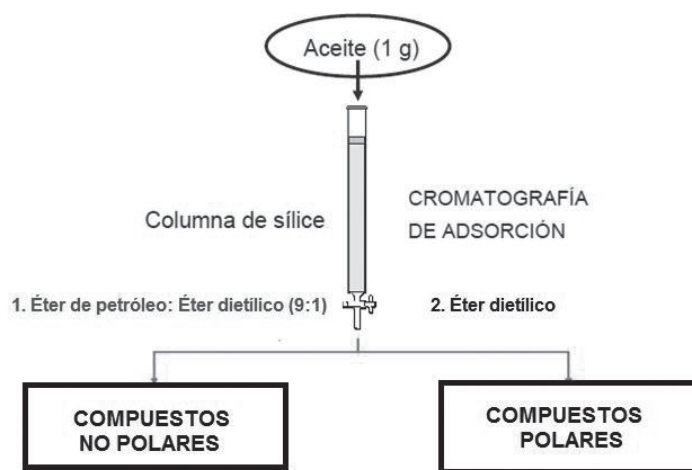 Aceite (1 g)
Columna de sílice
CROMATOGRAFÍA
DE ADSORCIÓN
1. Éter de petróleo: Éter dietílico (9:1)
2. Éter dietílico
COMPUESTOS
NO POLARES
COMPUESTOS
POLARES